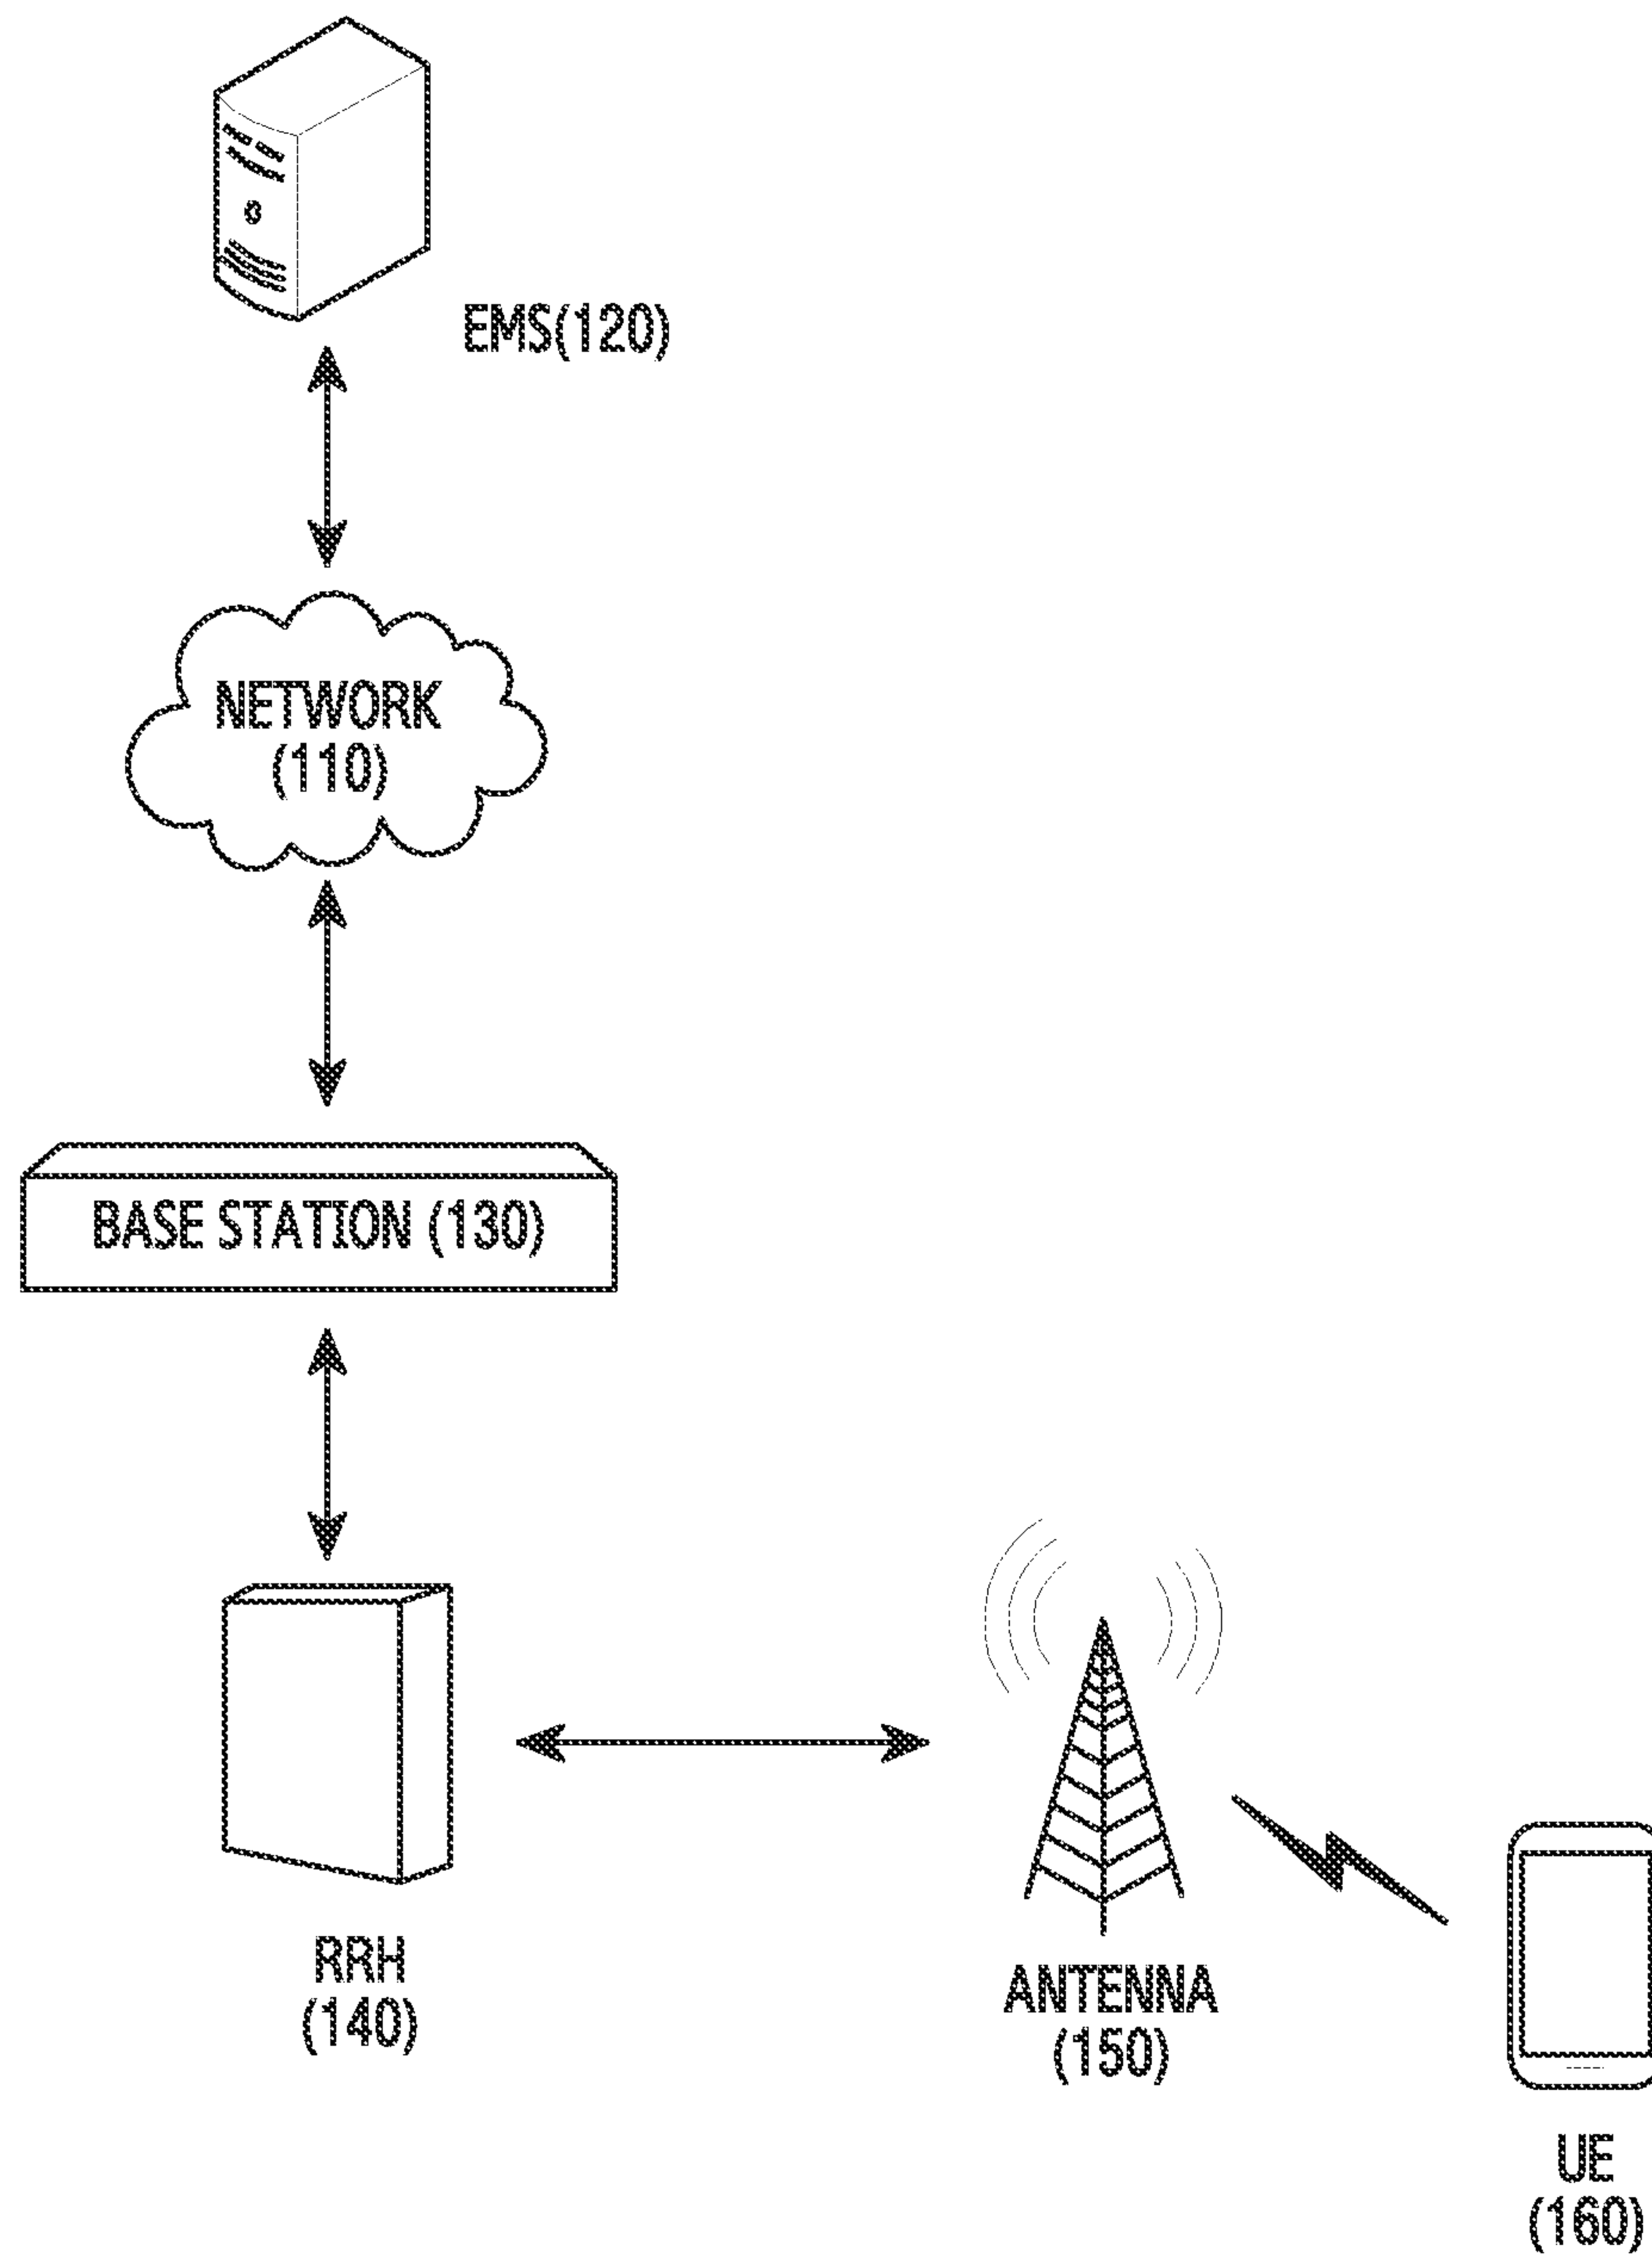 EMS(120)
NETWORK
(110)
BASE STATION (130)
RRH
(140)
ANTENNA
(150)
UE
(160)